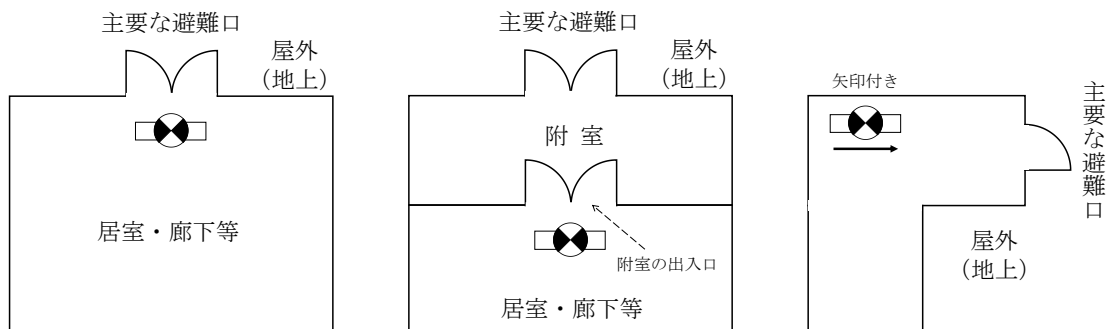 主要な避難口
屋外
（地上）
居室・廊下等
主要な避難口
屋外
（地上）
附 室
附室の出入口
居室・廊下等
矢印付き
主要な避難口
屋外
（地上）